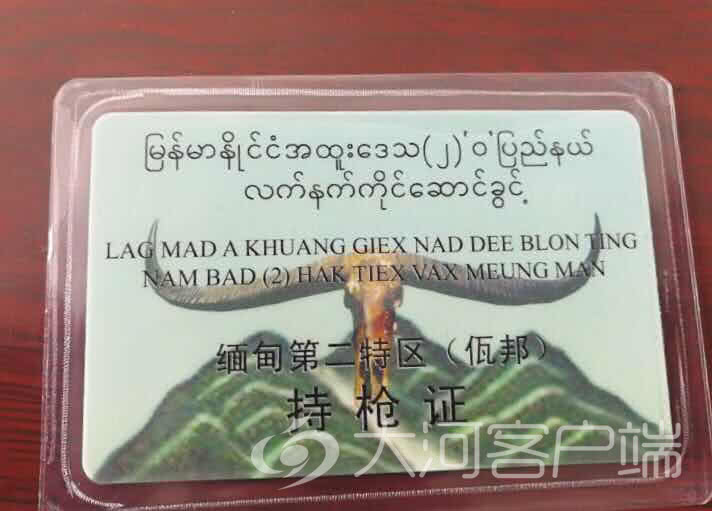 မြန်မာနိုင်ငံအထူးဒေသ(၂)'ဝ'ပြည်နယ်
လက်နက်ကိုင်ဆောင်ခွင့်
LAG MAD A KHUANG GIEX NAD DEE BLON TING
NAM BAD (2) HAK TIEX VAX MEUNG MAN
缅甸第二特区（佤邦）
持枪证
大河客户端